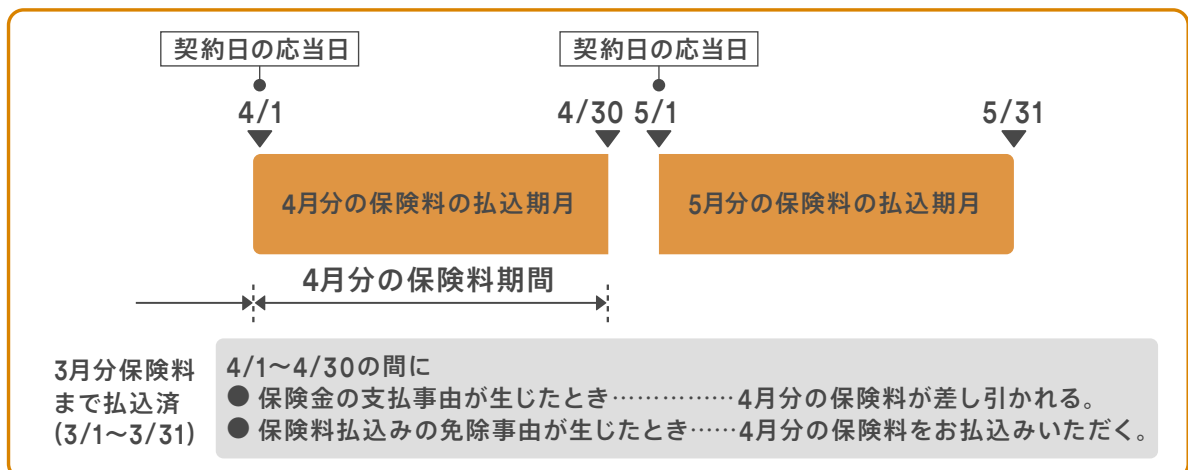 契約日の応当日
契約日の応当日
4/1
4/30
5/1
5/31
4月分の保険料の払込期月
5月分の保険料の払込期月
4月分の保険料期間
3月分保険料
まで払込済
(3/1〜3/31)
4/1〜4/30の間に
● 保険金の支払事由が生じたとき……………4月分の保険料が差し引かれる。
● 保険料払込みの免除事由が生じたとき……4月分の保険料をお払込みいただく。